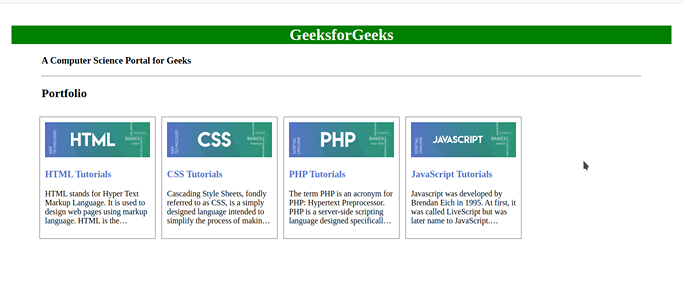 GeeksforGeeks
A Computer Science Portal for Geeks
Portfolio
HTML
BASICS
HTML Tutorials
HTML stands for Hyper Text
Markup Language. It is used to
design web pages using markup
language. HTML is the…
CSS
BASICS
CSS Tutorials
Cascading Style Sheets, fondly
referred to as CSS, is a simply
designed language intended to
simplify the process of makin…
PHP
BASICS
PHP Tutorials
The term PHP is an acronym for
PHP: Hypertext Preprocessor.
PHP is a server-side scripting
language designed specificall…
JAVASCRIPT
BASICS
JavaScript Tutorials
Javascript was developed by
Brendan Eich in 1995. At first, it
was called LiveScript but was
later name to JavaScript.…